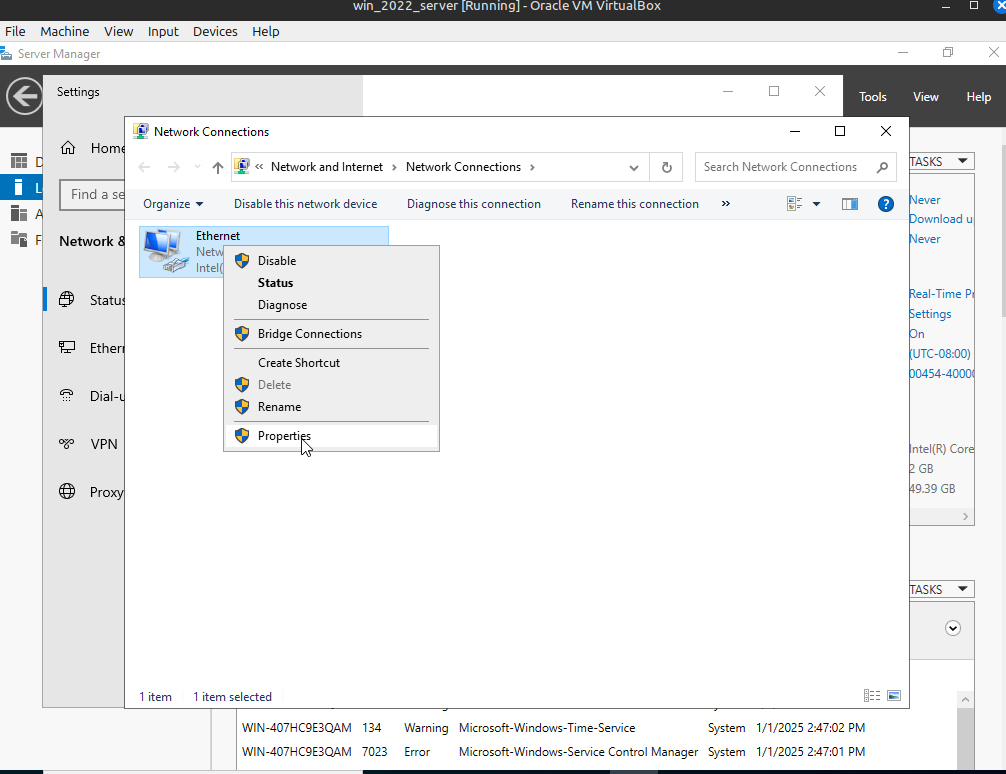 win_2022_server [Running] - Oracle VM VirtualBox
File Machine View Input Devices Help
Server Manager
Settings
Tools View Help
Home
Find a se
Network &
Status
Ethern
Dial-u
VPN
Proxy
Network Connections
Network and Internet Network Connections
Search Network Connections
Organize Disable this network device Diagnose this connection Rename this connection »
Ethernet
Netw
Intel(
Disable
Status
Diagnose
Bridge Connections
Create Shortcut
Delete
Rename
Properties
1 item 1 item selected
TASKS
Never
Download u
Never
Real-Time Pr
Settings
On
(UTC-08:00)
00454-40000
Intel(R) Core
2 GB
49.39 GB
TASKS
WIN-407HC9E3QAM 134 Warning Microsoft-Windows-Time-Service System 1/1/2025 2:47:02 PM
WIN-407HC9E3QAM 7023 Error Microsoft-Windows-Service Control Manager System 1/1/2025 2:47:01 PM